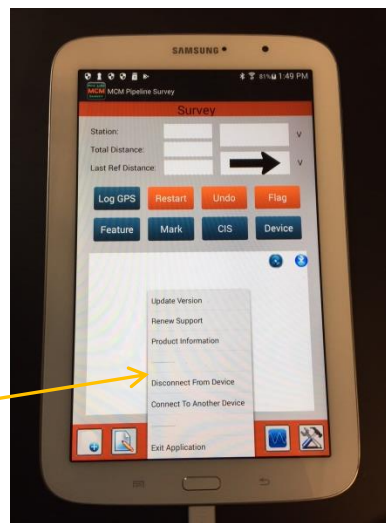 SAMSUNG
81% 1:49 PM
MCM
MCM Pipeline Survey
Survey
Station:
V
Total Distance:
Last Ref Distance:
V
Log GPS
Restart
Undo
Flag
Feature
Mark
CIS
Device
Update Version
Renew Support
Product Information
Disconnect From Device
Connect To Another Device
Exit Application